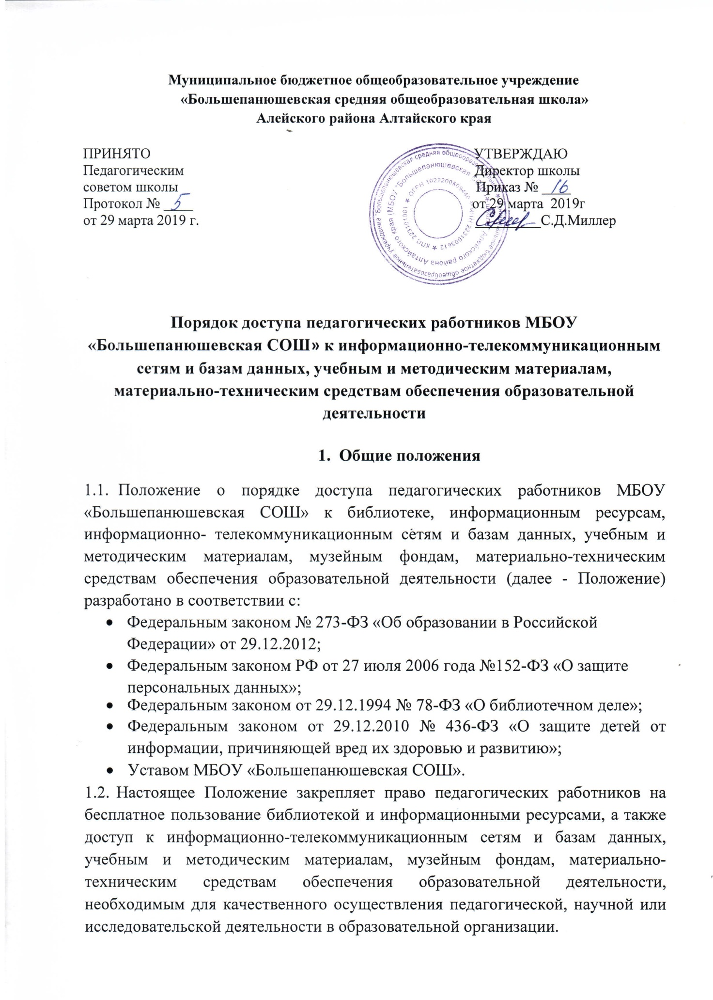 Муниципальное бюджетное общеобразовательное учреждение
«Большепанюшевская средняя общеобразовательная школа»
Алейского района Алтайского края
ПРИНЯТО
Педагогическим
советом школы
Протокол № 5
от 29 марта 2019 г.
УТВЕРЖДАЮ
Директор школы
Приказ № 16
от 29 марта 2019г
С.Д.Миллер
муниципальное бюджетное общеобразовательное учреждение "Большепанюшевская средняя общеобразовательная
школа" Алейского района Алтайского края (МБОУ "Большепанюшевская СОШ")
ОГРН 1022200509440 ИНН 2231003612 КПП 223101001
Порядок доступа педагогических работников МБОУ
«Большепанюшевская СОШ» к информационно-телекоммуникационным
сетям и базам данных, учебным и методическим материалам,
материально-техническим средствам обеспечения образовательной
деятельности
1. Общие положения
1.1. Положение о порядке доступа педагогических работников МБОУ
«Большепанюшевская СОШ» к библиотеке, информационным ресурсам,
информационно- телекоммуникационным сетям и базам данных, учебным и
методическим материалам, музейным фондам, материально-техническим
средствам обеспечения образовательной деятельности (далее - Положение)
разработано в соответствии с:
• Федеральным законом № 273-ФЗ «Об образовании в Российской
Федерации» от 29.12.2012;
• Федеральным законом РФ от 27 июля 2006 года №152-ФЗ «О защите
персональных данных»;
• Федеральным законом от 29.12.1994 № 78-ФЗ «О библиотечном деле»;
• Федеральным законом от 29.12.2010 № 436-ФЗ «О защите детей от
информации, причиняющей вред их здоровью и развитию»;
• Уставом МБОУ «Большепанюшевская СОШ».
1.2. Настоящее Положение закрепляет право педагогических работников на
бесплатное пользование библиотекой и информационными ресурсами, а также
доступ к информационно-телекоммуникационным сетям и базам данных,
учебным и методическим материалам, музейным фондам, материально-
техническим средствам обеспечения образовательной деятельности,
необходимым для качественного осуществления педагогической, научной или
исследовательской деятельности в образовательной организации.